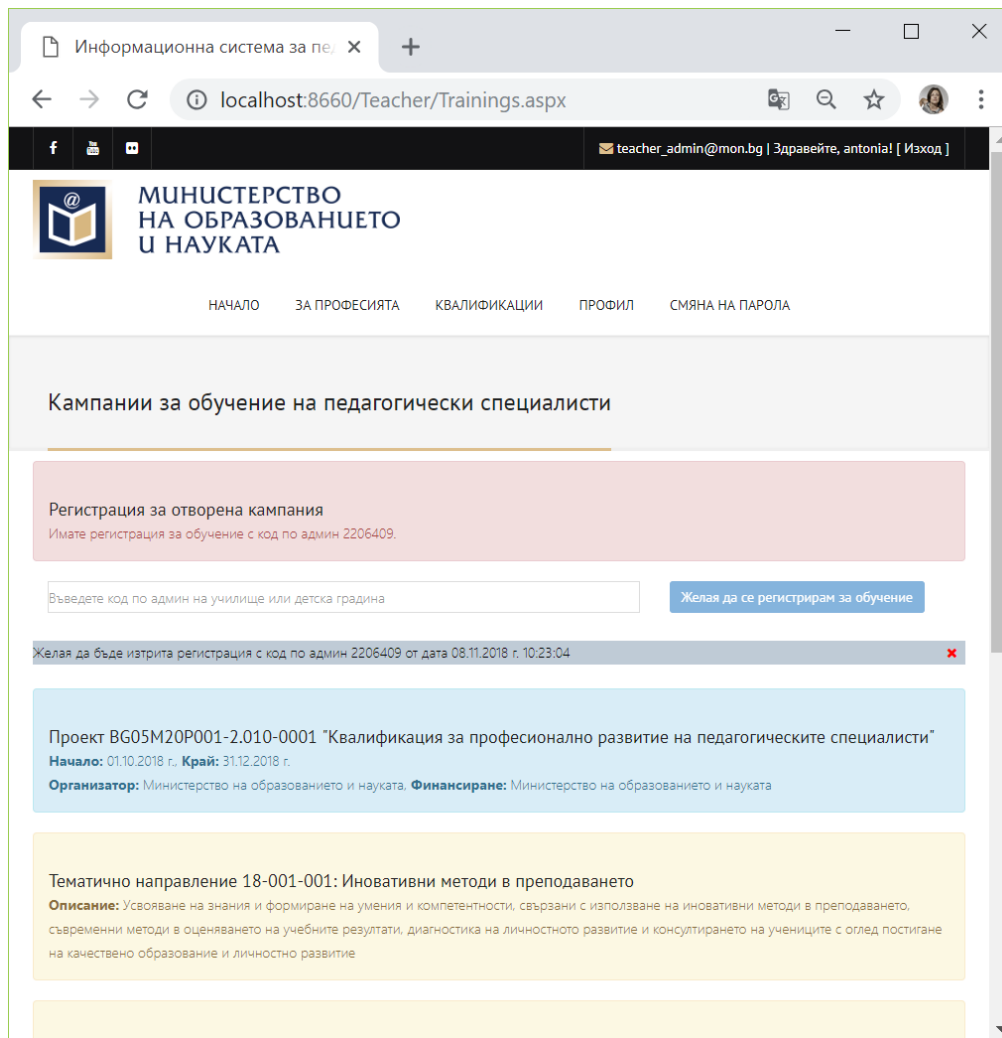 Информационна система за пе
localhost:8660/Teacher/Trainings.aspx
teacher_admin@mon.bg | Здравейте, antonia! [ Изход ]
МИНИСТЕРСТВО
НА ОБРАЗОВАНИЕТО
И НАУКАТА
НАЧАЛО ЗА ПРОФЕСИЯТА КВАЛИФИКАЦИИ ПРОФИЛ СМЯНА НА ПАРОЛА
Кампании за обучение на педагогически специалисти
Регистрация за отворена кампания
Имате регистрация за обучение с код по админ 2206409.
Въведете код по админ на училище или детска градина
Желая да се регистрирам за обучение
Желая да бъде изтрита регистрация с код по админ 2206409 от дата 08.11.2018 г. 10:23:04
Проект BG05M20P001-2.010-0001 "Квалификация за професионално развитие на педагогическите специалисти"
Начало: 01.10.2018 г., Край: 31.12.2018 г.
Организатор: Министерство на образованието и науката, Финансиране: Министерство на образованието и науката
Тематично направление 18-001-001: Иновативни методи в преподаването
Описание: Усвояване на знания и формиране на умения и компетентности, свързани с използване на иновативни методи в преподаването,
съвременни методи в оценяването на учебните резултати, диагностика на личностното развитие и консултирането на учениците с оглед постигане
на качествено образование и личностно развитие